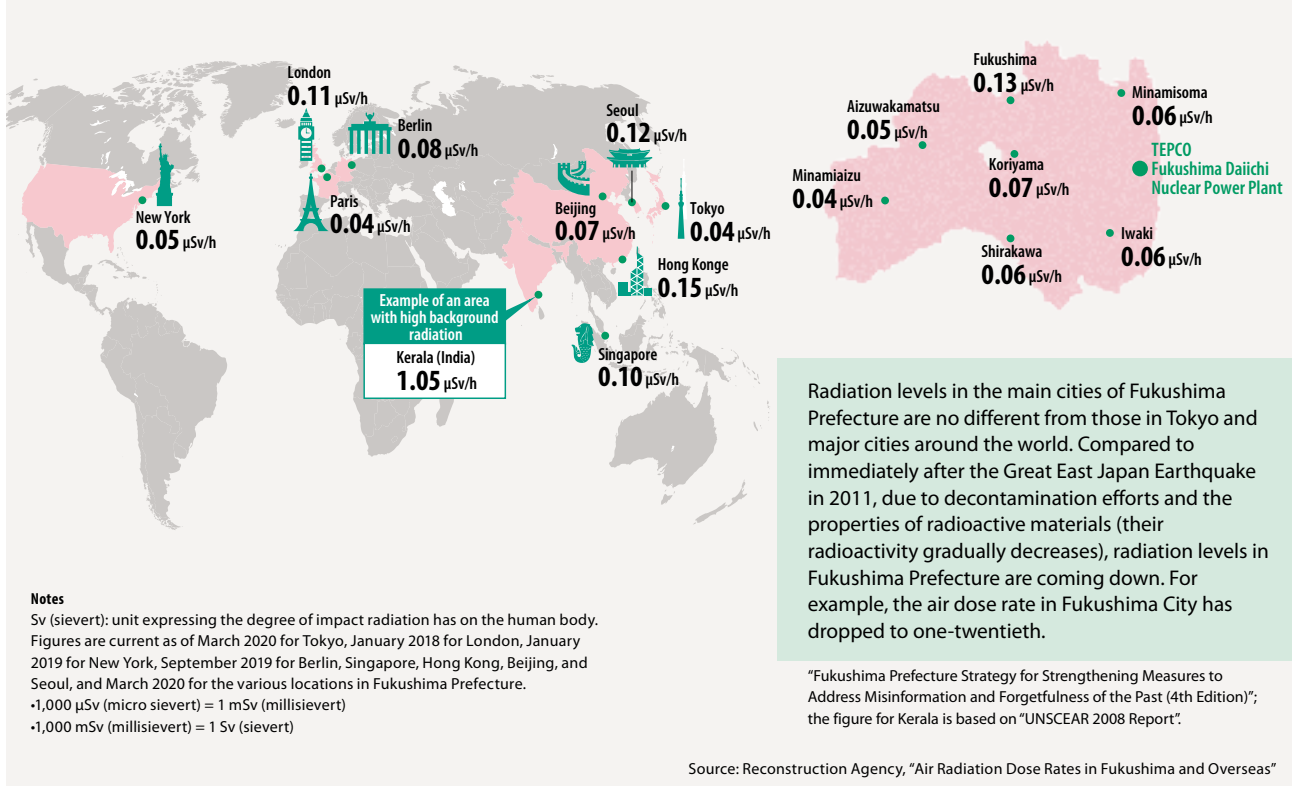 London
0.11 μSv/h
Berlin
0.08 μSv/h
Paris
0.04 μSv/h
New York
0.05 μSv/h
Seoul
0.12 μSv/h
Beijing
0.07 μSv/h
Tokyo
0.04 μSv/h
Hong Konge
0.15 μSv/h
Singapore
0.10 μSv/h
Example of an area
with high background
radiation
Kerala (India)
1.05 μSv/h
Fukushima
0.13 μSv/h
Minamisoma
0.06 μSv/h
Aizuwakamatsu
0.05 μSv/h
TEPCO
Fukushima Daiichi
Nuclear Power Plant
Koriyama
0.07 μSv/h
Minamiaizu
0.04 μSv/h
Iwaki
0.06 μSv/h
Shirakawa
0.06 μSv/h
Radiation levels in the main cities of Fukushima
Prefecture are no different from those in Tokyo and
major cities around the world. Compared to
immediately after the Great East Japan Earthquake
in 2011, due to decontamination efforts and the
properties of radioactive materials (their
radioactivity gradually decreases), radiation levels in
Fukushima Prefecture are coming down. For
example, the air dose rate in Fukushima City has
dropped to one-twentieth.
Notes
Sv (sievert): unit expressing the degree of impact radiation has on the human body.
Figures are current as of March 2020 for Tokyo, January 2018 for London, January
2019 for New York, September 2019 for Berlin, Singapore, Hong Kong, Beijing, and
Seoul, and March 2020 for the various locations in Fukushima Prefecture.
•1,000 μSv (micro sievert) = 1 mSv (millisievert)
•1,000 mSv (millisievert) = 1 Sv (sievert)
“Fukushima Prefecture Strategy for Strengthening Measures to
Address Misinformation and Forgetfulness of the Past (4th Edition)”;
the figure for Kerala is based on “UNSCEAR 2008 Report”.
Source: Reconstruction Agency, “Air Radiation Dose Rates in Fukushima and Overseas”